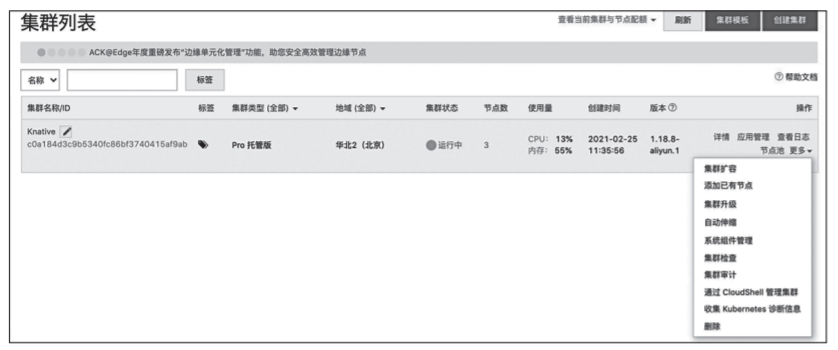 集群列表
查看当前集群与节点配额 刷新 集群模板 创建集群
ACK@Edge年度重磅发布“边缘单元化管理”功能，助您安全高效管理边缘节点
名称 标签 帮助文档
集群名称/ID 标签 集群类型 (全部) 地域 (全部) 集群状态 节点数 使用量 创建时间 版本 操作
Knative
c0a184d3c9b5340fc86bf3740415af9ab
Pro 托管版 华北2（北京） 运行中 3
CPU: 13%
内存: 55%
2021-02-25
11:35:56
1.18.8-
aliyun.1
详情 应用管理 查看日志
节点池 更多
集群扩容
添加已有节点
集群升级
自动伸缩
系统组件管理
集群检查
集群审计
通过 CloudShell 管理集群
收集 Kubernetes 诊断信息
删除